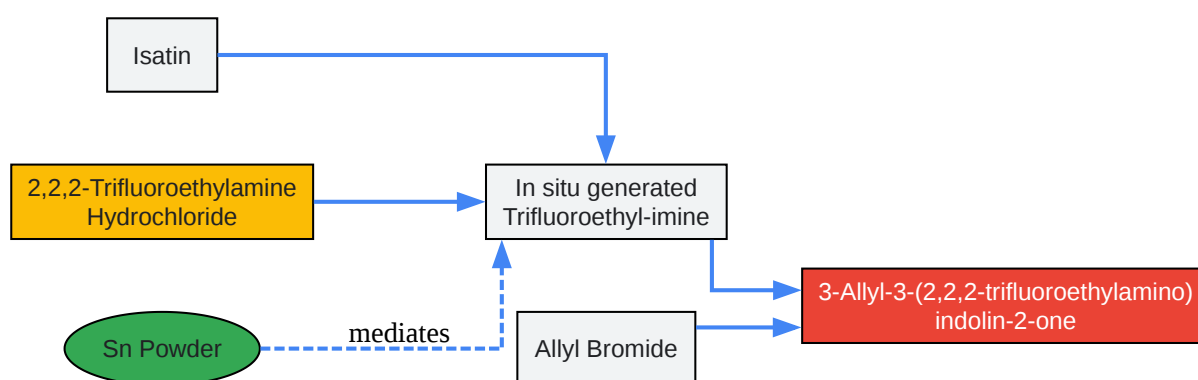 Isatin
2,2,2-Trifluoroethylamine
Hydrochloride
In situ generated
Trifluoroethyl-imine
3-Allyl-3-(2,2,2-trifluoroethylamino)
indolin-2-one
Sn Powder
mediates
Allyl Bromide